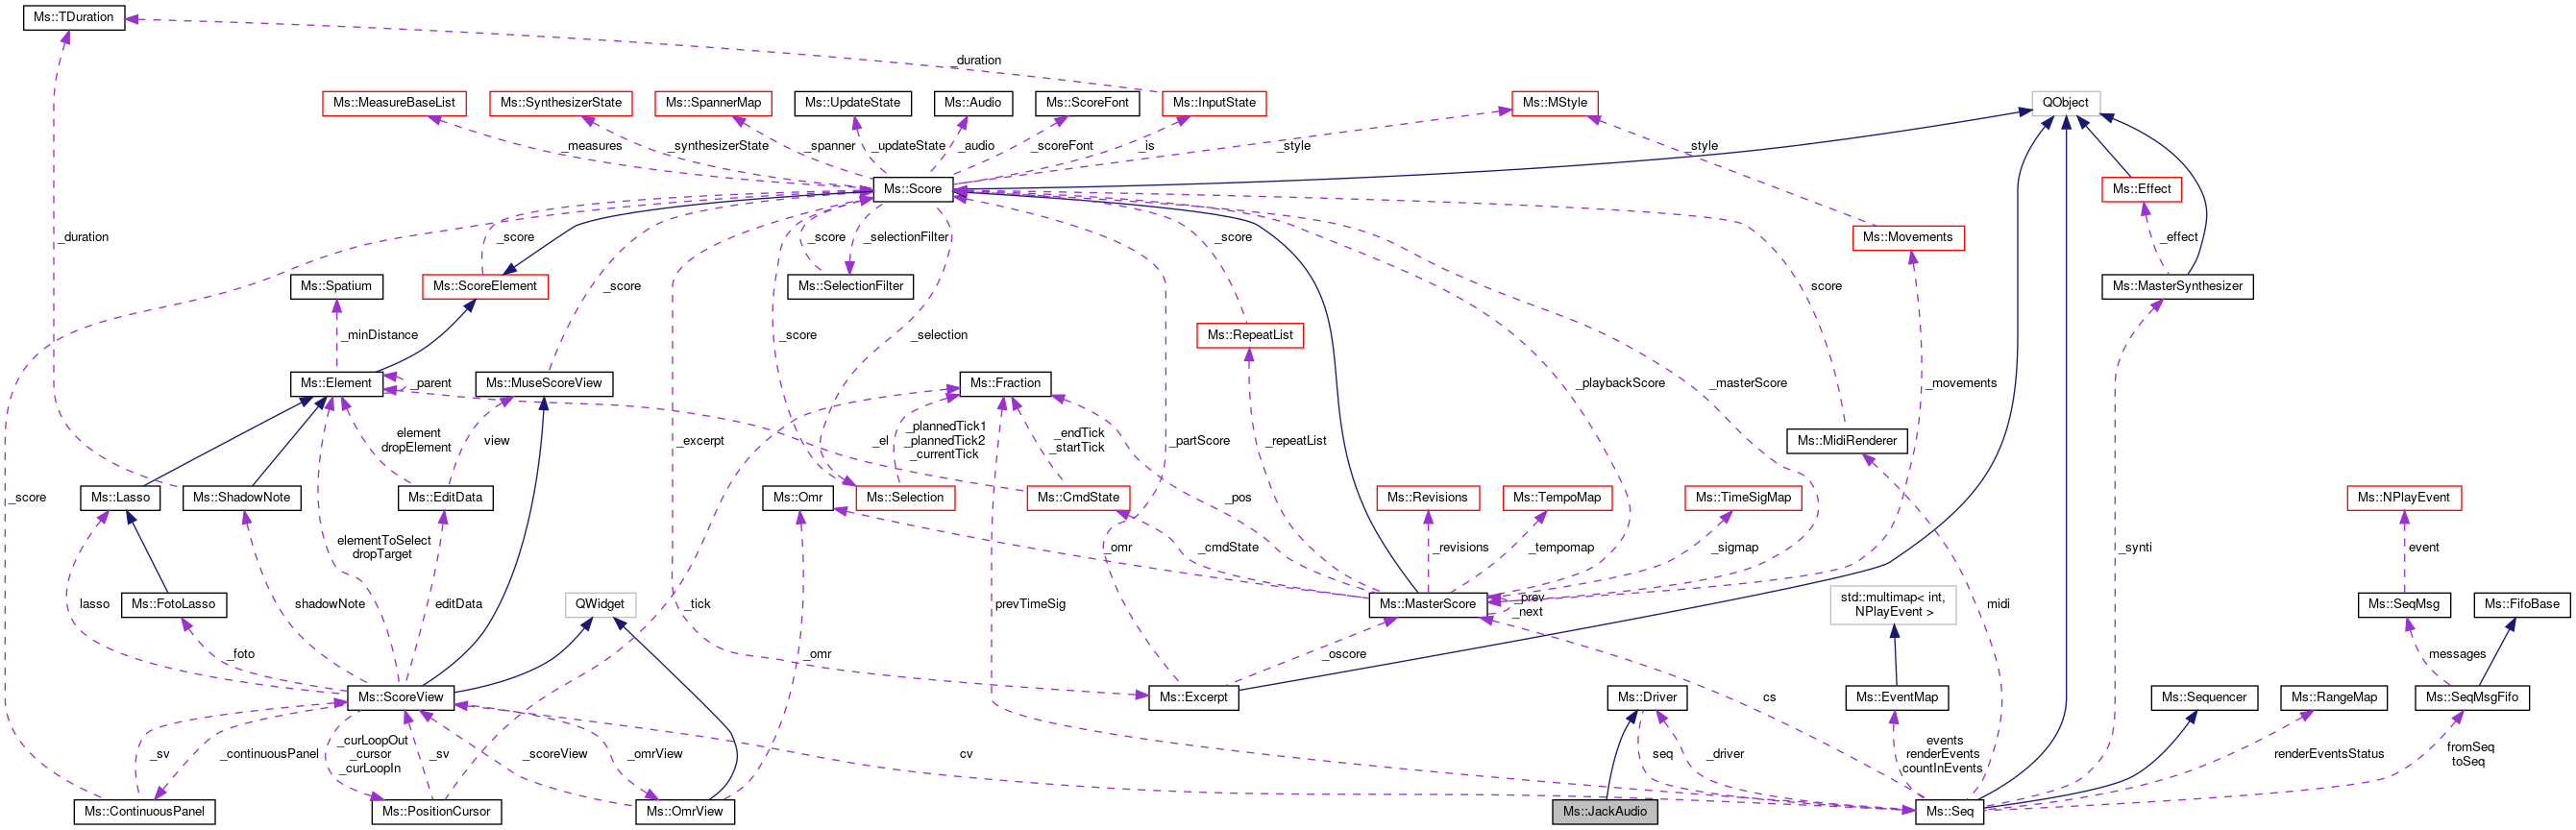 Ms::TDuration
_duration
Ms::MeasureBaseList
Ms::SynthesizerState
Ms::SpannerMap
Ms::UpdateState
Ms::Audio
Ms::ScoreFont
Ms::InputState
Ms::MStyle
QObject
_measures
_synthesizerState
_spanner
_updateState
_audio
_scoreFont
_is
_style
_style
Ms::Score
Ms::Effect
_duration
_score
_score
_selectionFilter
_score
Ms::Movements
_effect
Ms::Spatium
Ms::ScoreElement
_score
Ms::SelectionFilter
score
Ms::MasterSynthesizer
_minDistance
_score
_selection
Ms::RepeatList
Ms::Element
_parent
Ms::MuseScoreView
Ms::Fraction
_playbackScore
_masterScore
_movements
element
dropElement
view
_excerpt
_el
_plannedTick1
_plannedTick2
_currentTick
_endTick
_startTick
_partScore
_repeatList
Ms::MidiRenderer
_score
Ms::Lasso
Ms::ShadowNote
Ms::EditData
Ms::Omr
Ms::Selection
Ms::CmdState
_pos
Ms::Revisions
Ms::TempoMap
Ms::TimeSigMap
Ms::NPlayEvent
elementToSelect
dropTarget
_omr
_cmdState
_revisions
_tempomap
_sigmap
_synti
event
lasso
Ms::FotoLasso
shadowNote
editData
QWidget
_tick
prevTimeSig
Ms::MasterScore
_prev
_next
std::multimap< int,
NPlayEvent >
midi
Ms::SeqMsg
Ms::FifoBase
_foto
_omr
_oscore
messages
Ms::ScoreView
Ms::Excerpt
Ms::Driver
cs
Ms::EventMap
Ms::Sequencer
Ms::RangeMap
Ms::SeqMsgFifo
_sv
_continuousPanel
_curLoopOut
_cursor
_curLoopIn
_sv
_scoreView
_omrView
cv
seq
_driver
events
renderEvents
countInEvents
renderEventsStatus
fromSeq
toSeq
Ms::ContinuousPanel
Ms::PositionCursor
Ms::OmrView
Ms::JackAudio
Ms::Seq